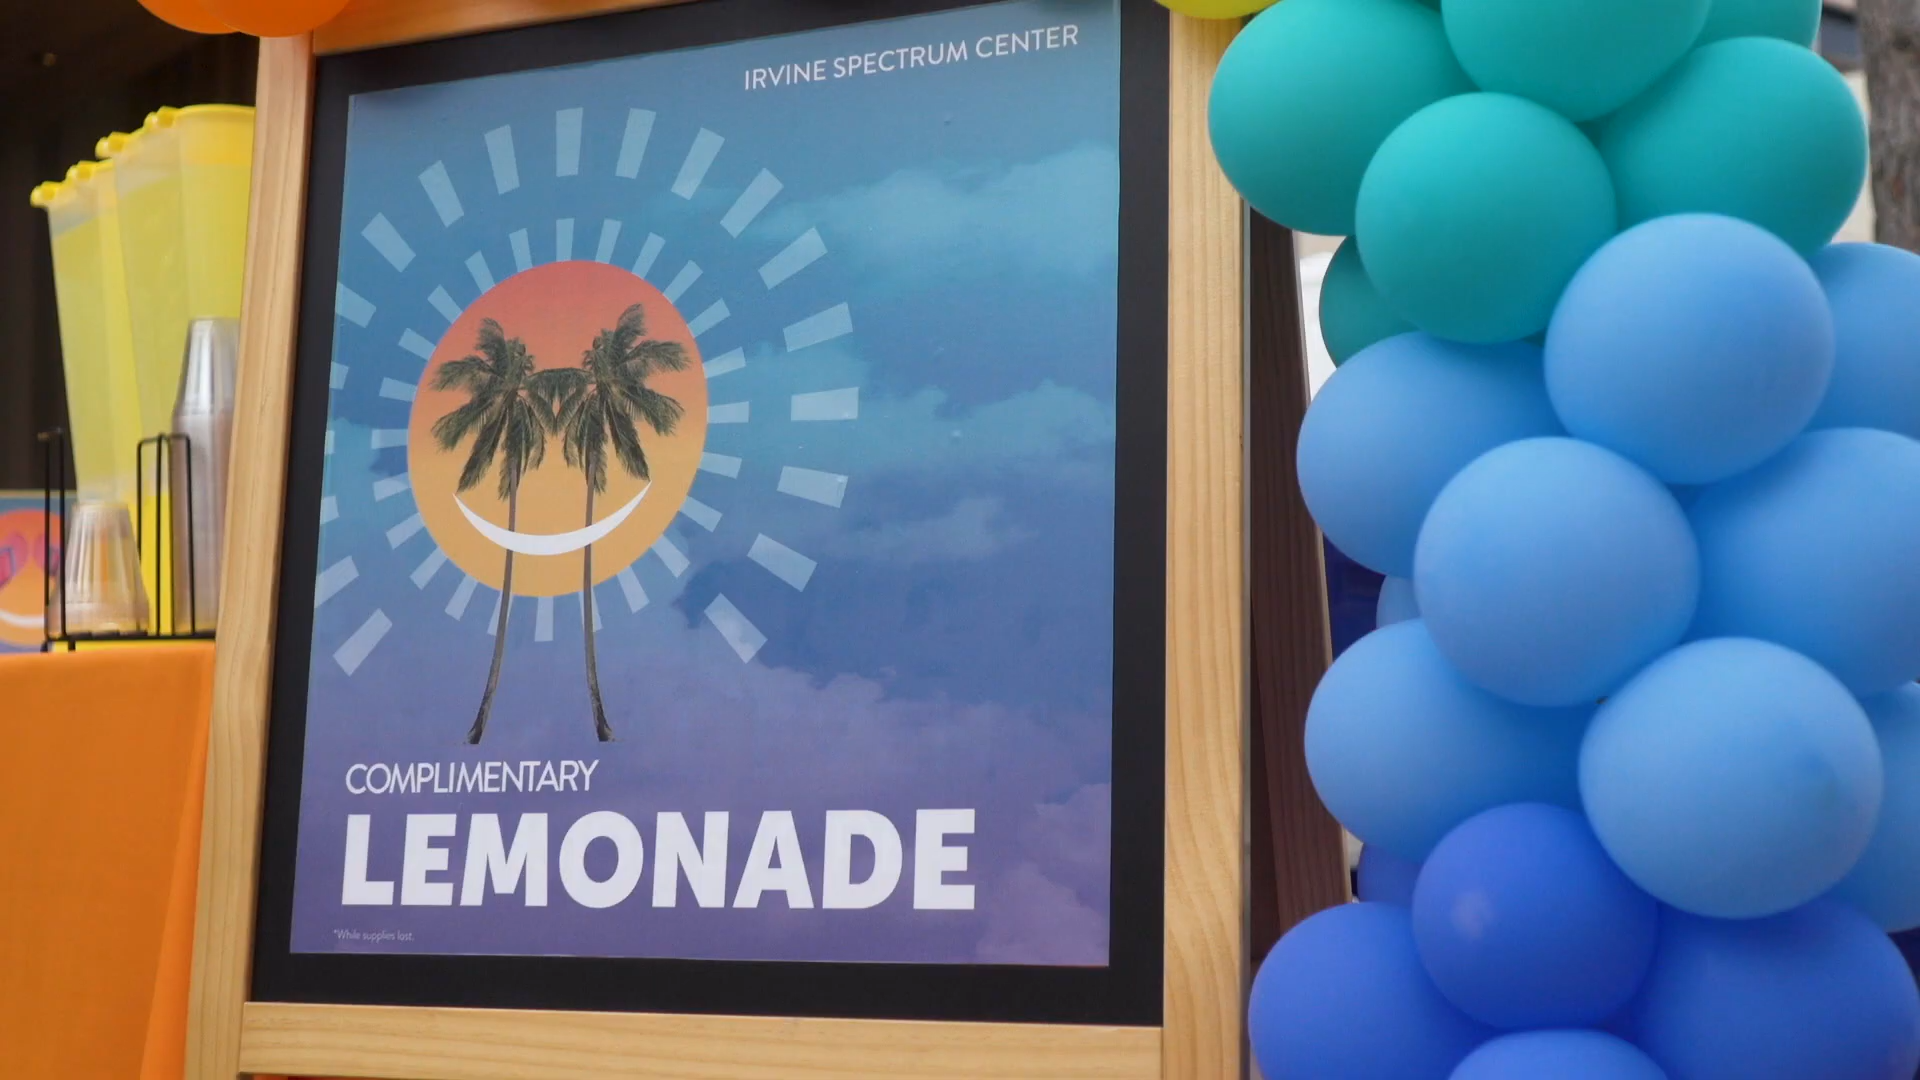 IRVINE SPECTRUM CENTER
COMPLIMENTARY
LEMONADE
*While supplies last.